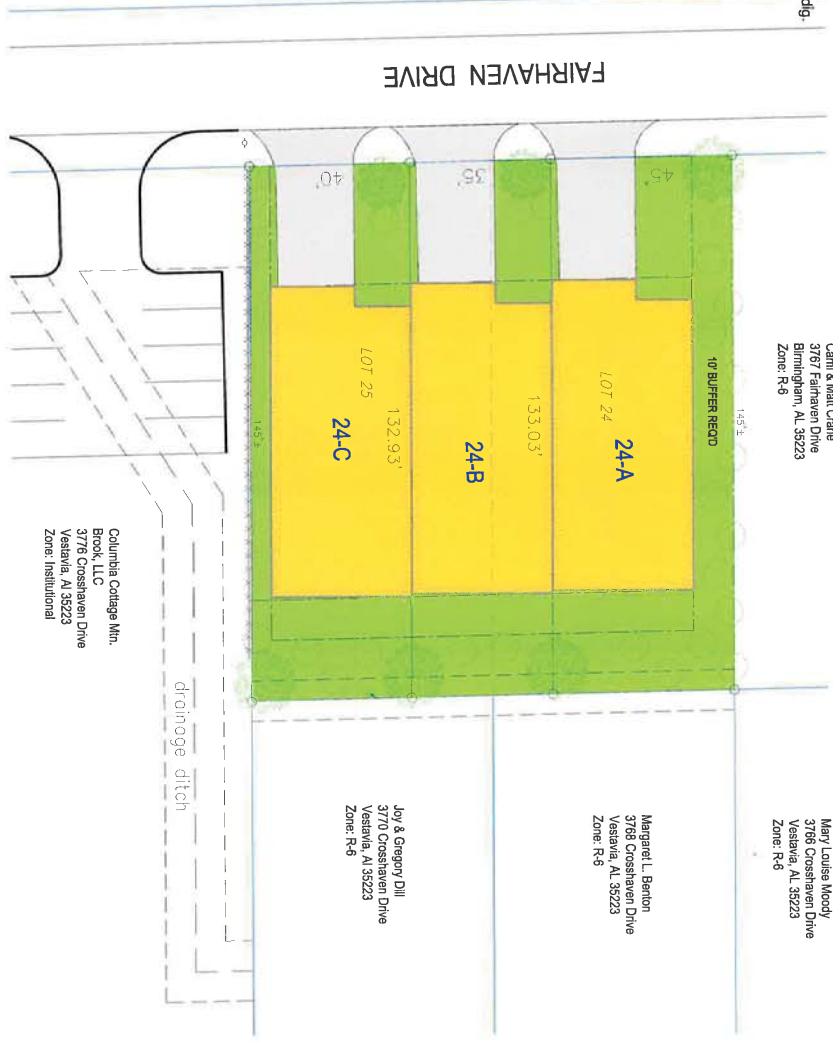 dig.
FAIRHAVEN DRIVE
40'
35'
45'
Cami & Matt Crane
3767 Fairhaven Drive
Birmingham, AL 35223
Zone: R-6
10' BUFFER REQ'D
145'±
LOT 24
24-A
133.03'
24-B
132.93'
LOT 25
24-C
145'±
Columbia Cottage Mtn.
Brook, LLC
3776 Crosshaven Drive
Vestavia, Al 35223
Zone: Institutional
drainage ditch
Mary Louise Moody
3766 Crosshaven Drive
Vestavia, AL 35223
Zone: R-6
Margaret L. Benton
3768 Crosshaven Drive
Vestavia, AL 35223
Zone: R-6
Joy & Gregory Dill
3770 Crosshaven Drive
Vestavia, Al 35223
Zone: R-6